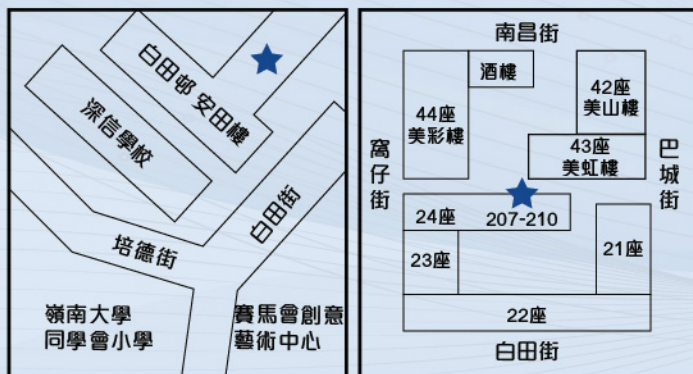 白田邨 安田樓
深信學校
白田街
培德街
嶺南大學
同學會小學
賽馬會創意
藝術中心
南昌街
酒樓
42座
美山樓
44座
美彩樓
43座
美虹樓
窩仔街
巴城街
24座
207-210
21座
23座
22座
白田街